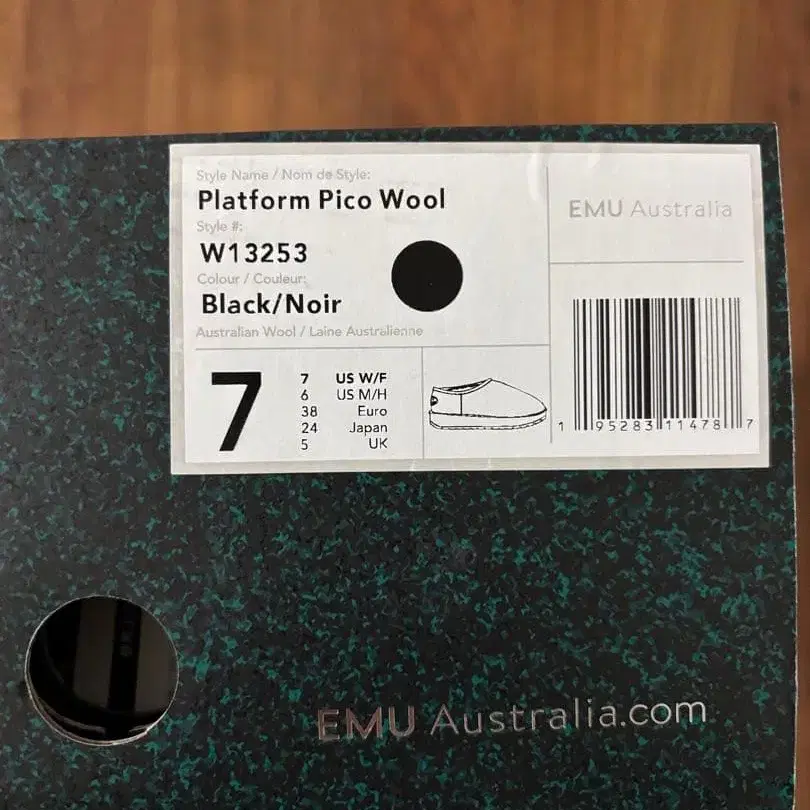 Style Name / Nom de Style:
Platform Pico Wool
Style #:
W13253
Colour / Couleur:
Black/Noir
Australian Wool / Laine Australienne
EMU Australia
7
7 US W/F
6 US M/H
38 Euro
24 Japan
5 UK
1 95283 11478 7
EMU Australia.com